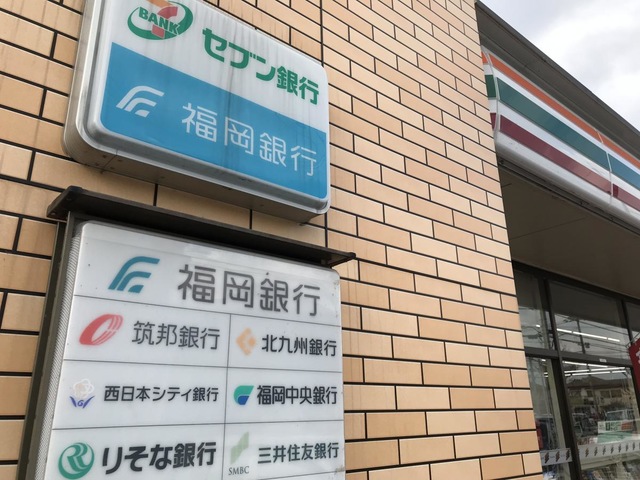 7
BANK
セブン銀行
福岡銀行
福岡銀行
筑邦銀行
北九州銀行
西日本シティ銀行
福岡中央銀行
りそな銀行
SMBC
三井住友銀行